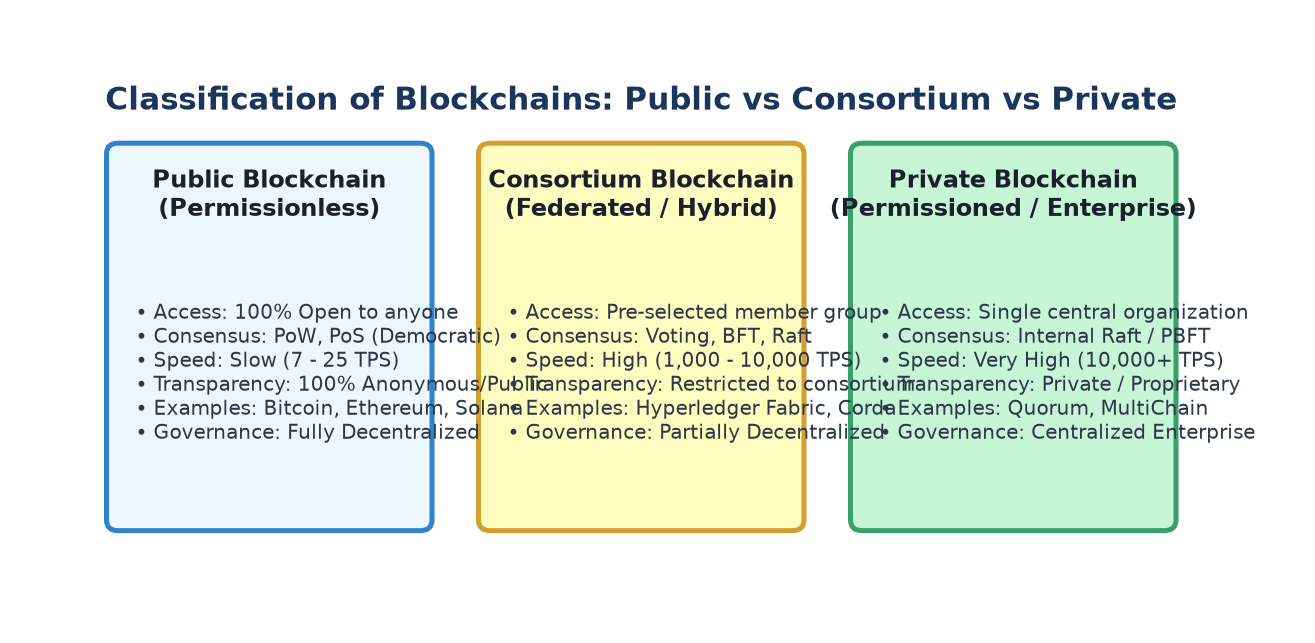 Classification of Blockchains: Public vs Consortium vs Private
Public Blockchain
(Permissionless)
• Access: 100% Open to anyone
• Consensus: PoW, PoS (Democratic)
• Speed: Slow (7 - 25 TPS)
• Transparency: 100% Anonymous/Public
• Examples: Bitcoin, Ethereum, Solana
• Governance: Fully Decentralized
Consortium Blockchain
(Federated / Hybrid)
• Access: Pre-selected member group
• Consensus: Voting, BFT, Raft
• Speed: High (1,000 - 10,000 TPS)
• Transparency: Restricted to consortium
• Examples: Hyperledger Fabric, Corda
• Governance: Partially Decentralized
Private Blockchain
(Permissioned / Enterprise)
• Access: Single central organization
• Consensus: Internal Raft / PBFT
• Speed: Very High (10,000+ TPS)
• Transparency: Private / Proprietary
• Examples: Quorum, MultiChain
• Governance: Centralized Enterprise